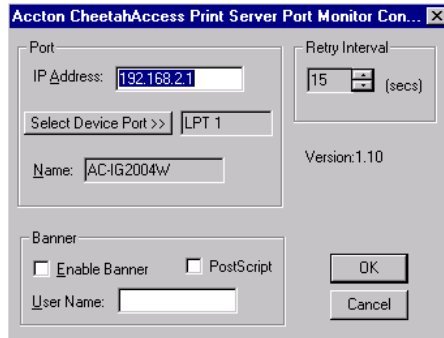 Accton CheetahAccess Print Server Port Monitor Con...
Port
IP Address: 192.168.2.1
Select Device Port >> LPT 1
Name: AC-IG2004W
Retry Interval
15 (secs)
Version:1.10
Banner
Enable Banner PostScript
User Name:
OK
Cancel